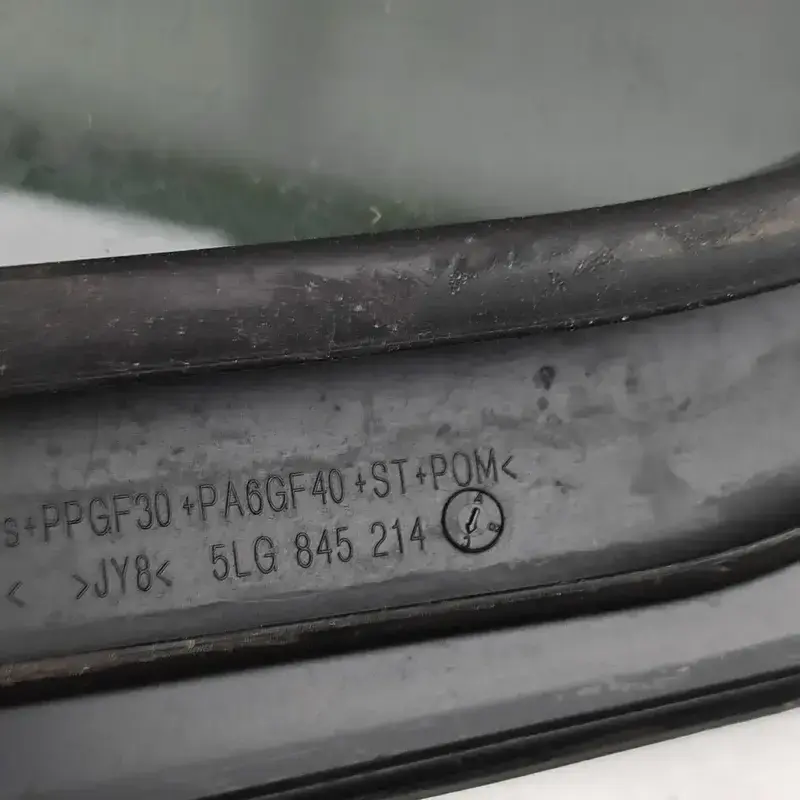 s+PPGF30+PA6GF40+ST+POM<
< >JY8< 5LG 845 214